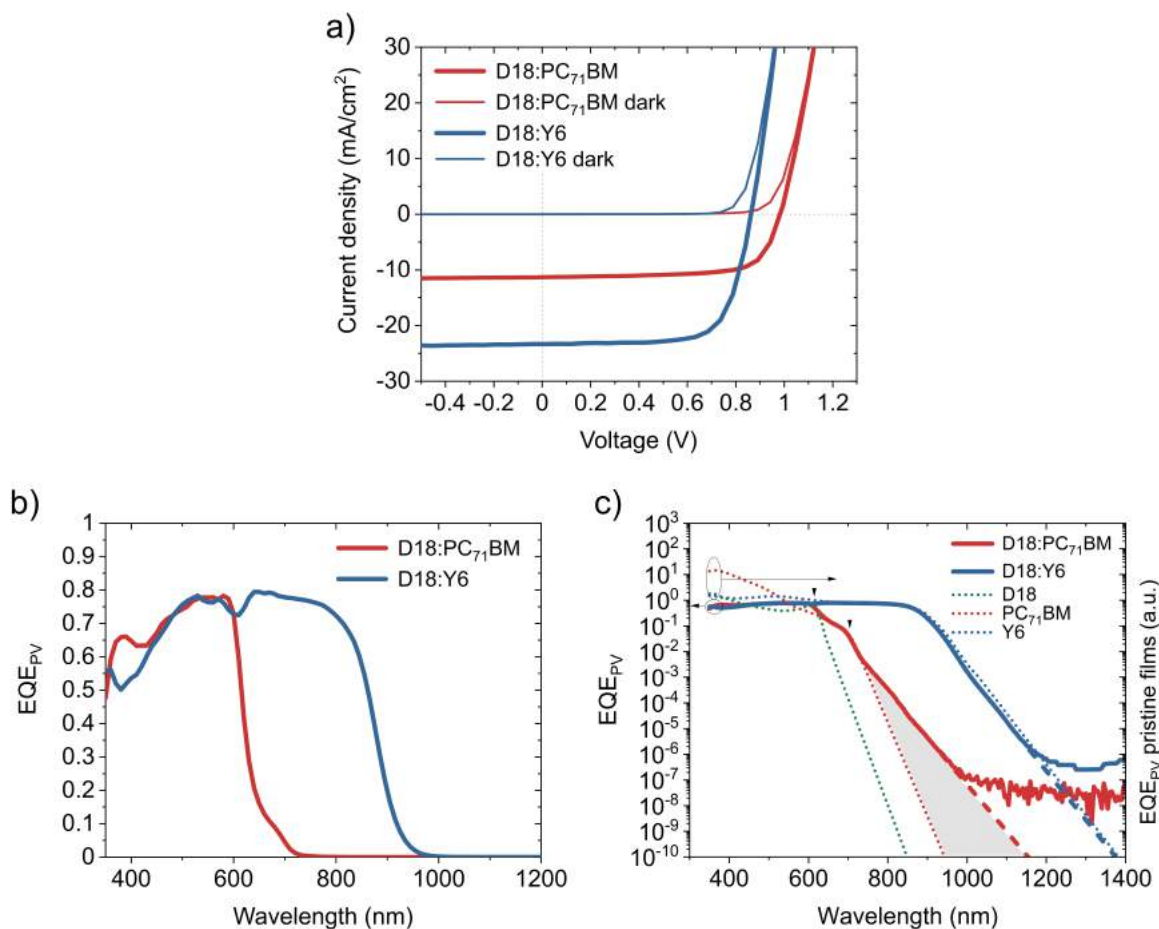 a)
30
20
10
0
-10
-20
-30
Current density (mA/cm²)
D18:PC₇₁BM
D18:PC₇₁BM dark
D18:Y6
D18:Y6 dark
-0.4 -0.2 0 0.2 0.4 0.6 0.8 1 1.2
Voltage (V)
b)
1
0.9
0.8
0.7
0.6
0.5
0.4
0.3
0.2
0.1
0
EQE_PV
D18:PC₇₁BM
D18:Y6
400 600 800 1000 1200
Wavelength (nm)
c)
10³
10²
10¹
10⁰
10⁻¹
10⁻²
10⁻³
10⁻⁴
10⁻⁵
10⁻⁶
10⁻⁷
10⁻⁸
10⁻⁹
10⁻¹⁰
EQE_PV
D18:PC₇₁BM
D18:Y6
D18
PC₇₁BM
Y6
EQE_PV pristine films (a.u.)
400 600 800 1000 1200 1400
Wavelength (nm)